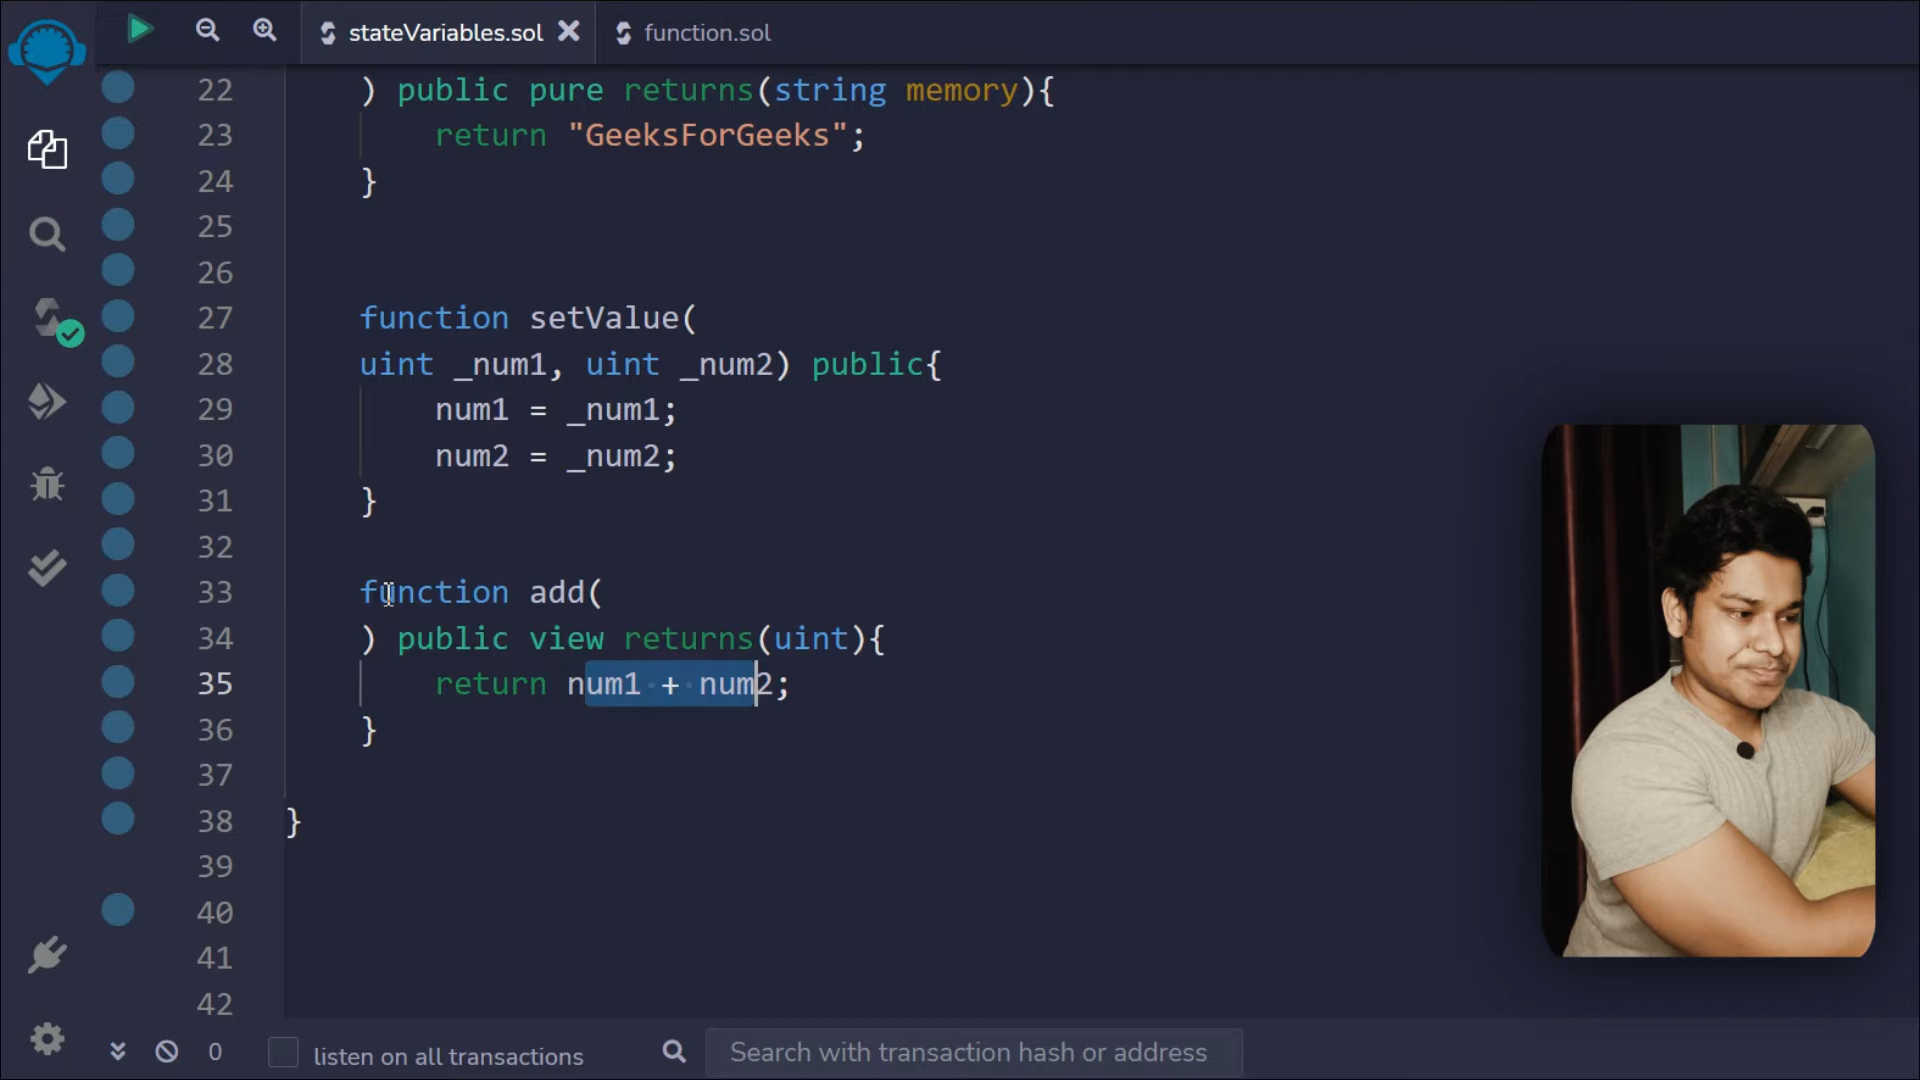 stateVariables.sol
function.sol
22 ) public pure returns(string memory){
23 return "GeeksForGeeks";
24 }
25
26
27 function setValue(
28 uint _num1, uint _num2) public{
29 num1 = _num1;
30 num2 = _num2;
31 }
32
33 function add(
34 ) public view returns(uint){
35 return num1 + num2;
36 }
37
38 }
39
40
41
42
0 listen on all transactions Search with transaction hash or address